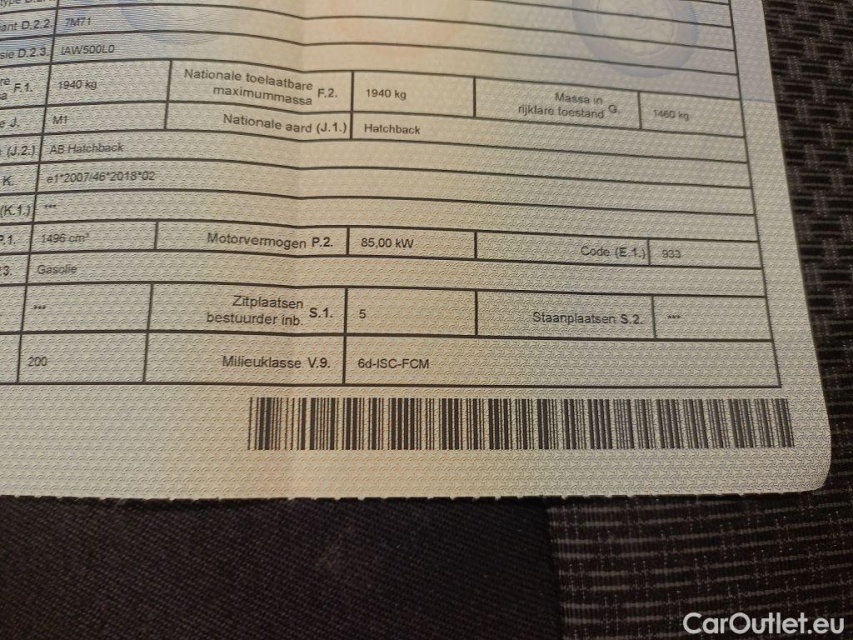 ant D.2.2. 7M71
sie D.2.3. IAW500L0
F.1. 1940 kg Nationale toelaatbare maximummassa F.2. 1940 kg Massa in rijklare toestand G. 1460 kg
J. M1 Nationale aard (J.1.) Hatchback
(J.2.) AB Hatchback
K. e1*2007/46*2018*02
(K.1.) ***
P.1. 1496 cm³ Motorvermogen P.2. 85,00 kW Code (E.1.) 933
3. Gasolie
*** Zitplaatsen bestuurder inb. S.1. 5 Staanplaatsen S.2. ***
200 Milieuklasse V.9. 6d-ISC-FCM
CarOutlet.eu